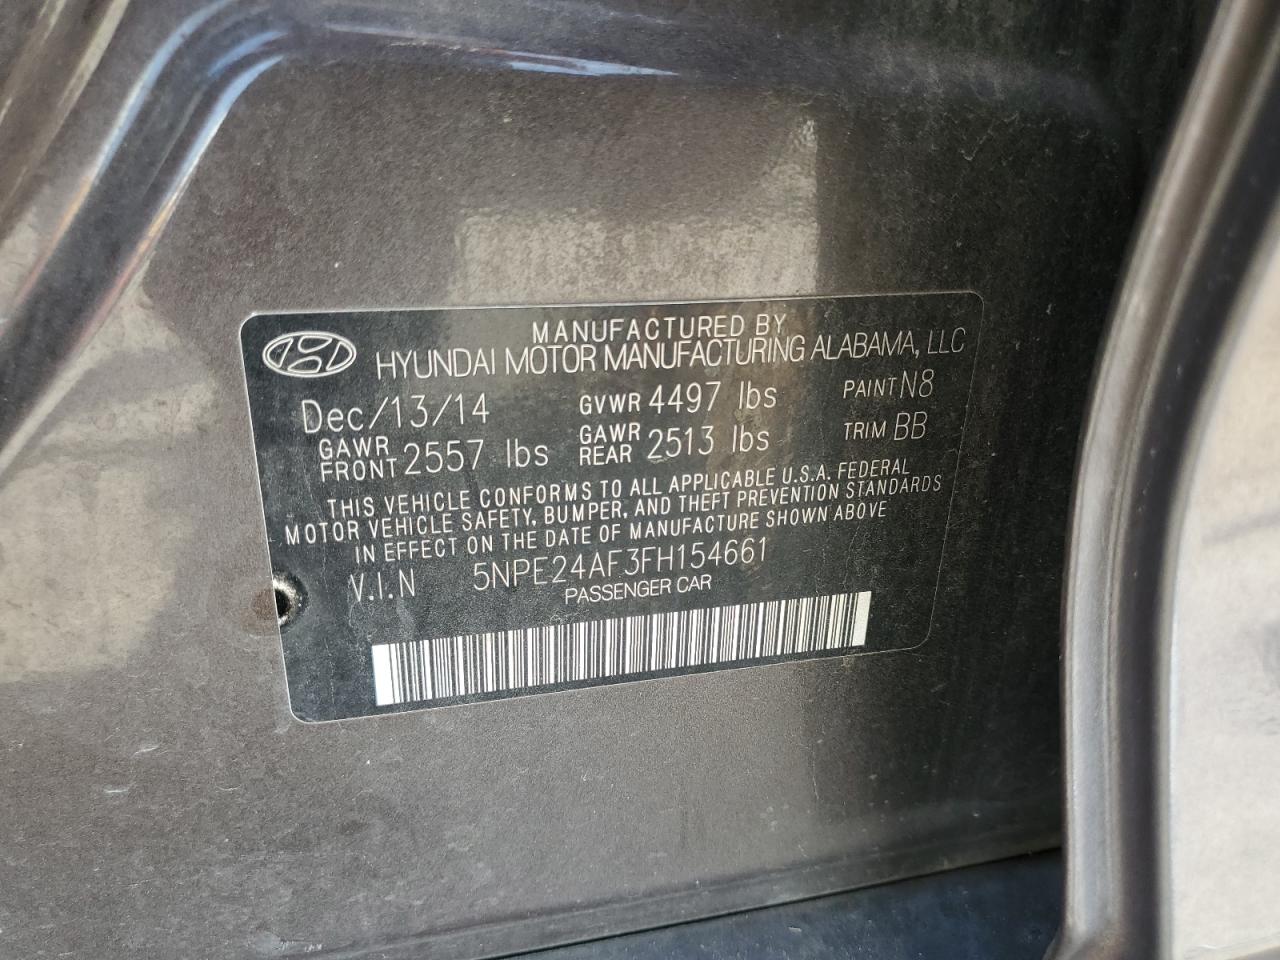 MANUFACTURED BY
HYUNDAI MOTOR MANUFACTURING ALABAMA, LLC
Dec/13/14 GVWR 4497 lbs PAINT N8
GAWR FRONT 2557 lbs GAWR REAR 2513 lbs TRIM BB
THIS VEHICLE CONFORMS TO ALL APPLICABLE U.S.A. FEDERAL
MOTOR VEHICLE SAFETY, BUMPER, AND THEFT PREVENTION STANDARDS
IN EFFECT ON THE DATE OF MANUFACTURE SHOWN ABOVE
V.I.N 5NPE24AF3FH154661
PASSENGER CAR